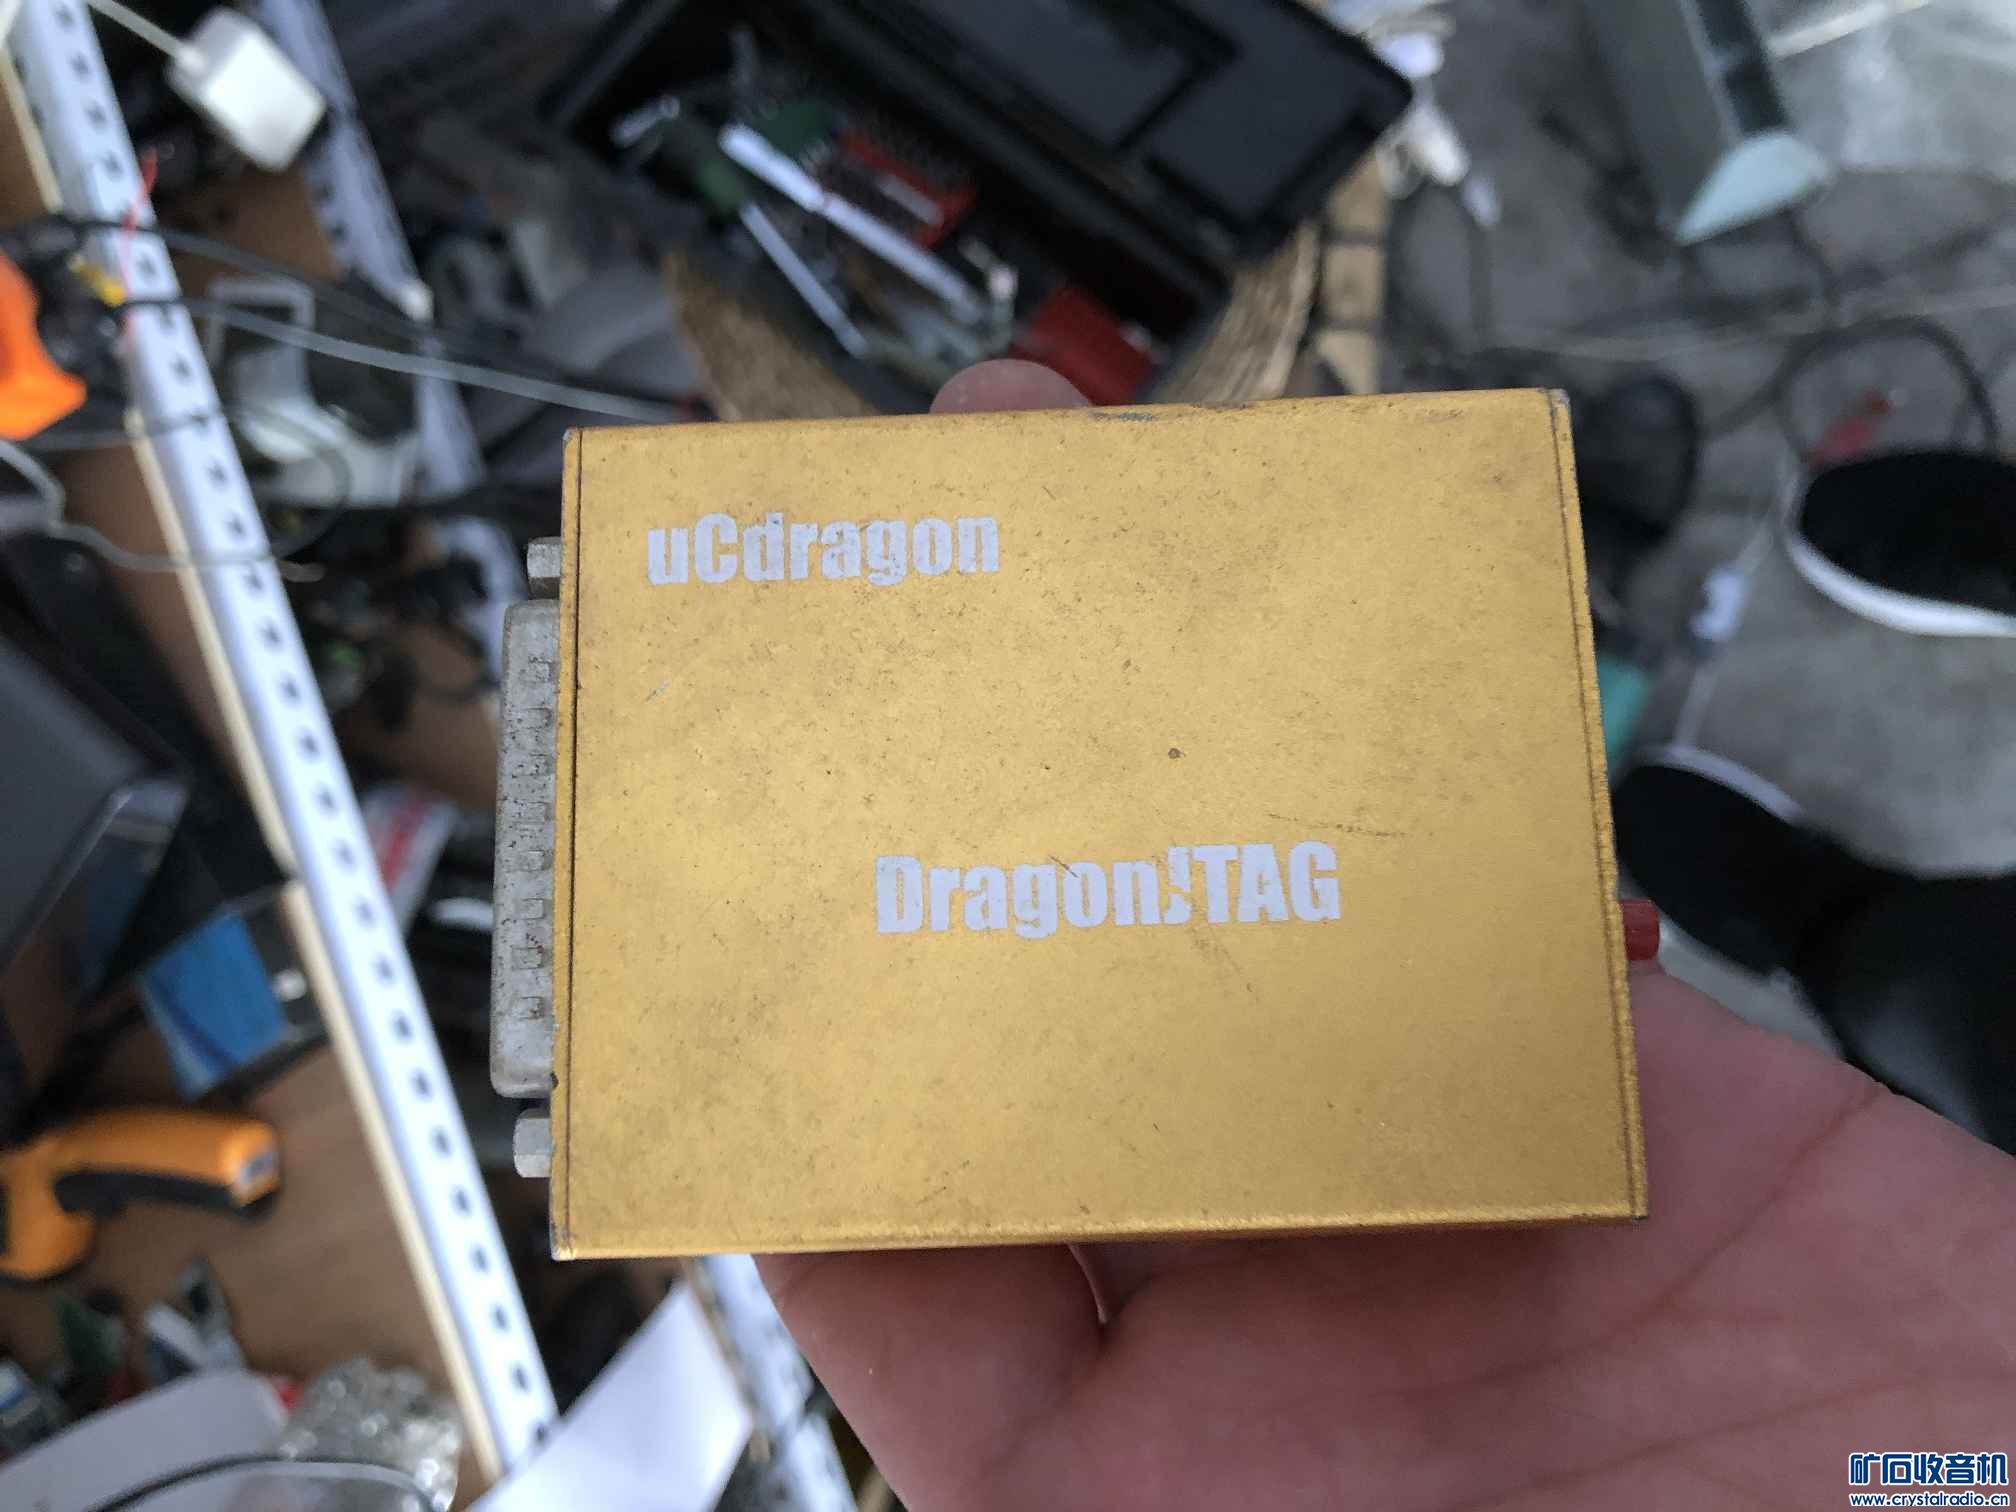 uCdragon
DragonJTAG
矿石收音机
www.crystalradio.cn